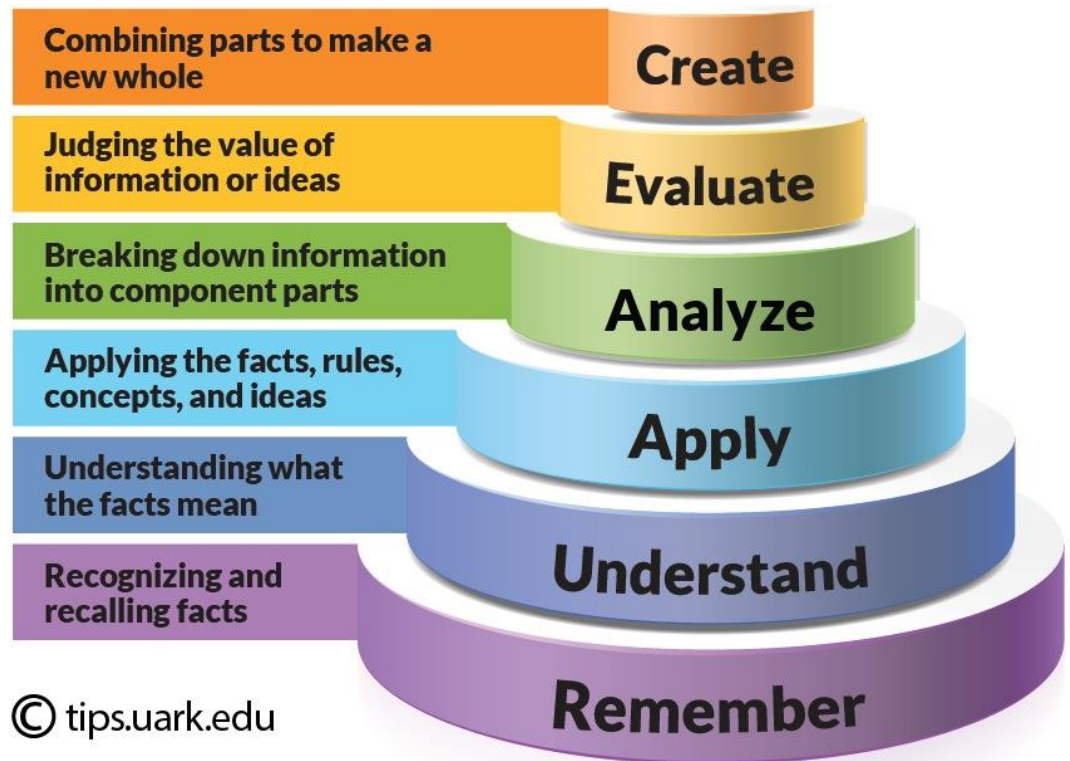 Combining parts to make a
new whole
Create
Judging the value of
information or ideas
Evaluate
Breaking down information
into component parts
Analyze
Applying the facts, rules,
concepts, and ideas
Apply
Understanding what
the facts mean
Understand
Recognizing and
recalling facts
Remember
© tips.uark.edu